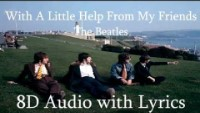 With A Little Help From My Friends
The Beatles
8D Audio with Lyrics